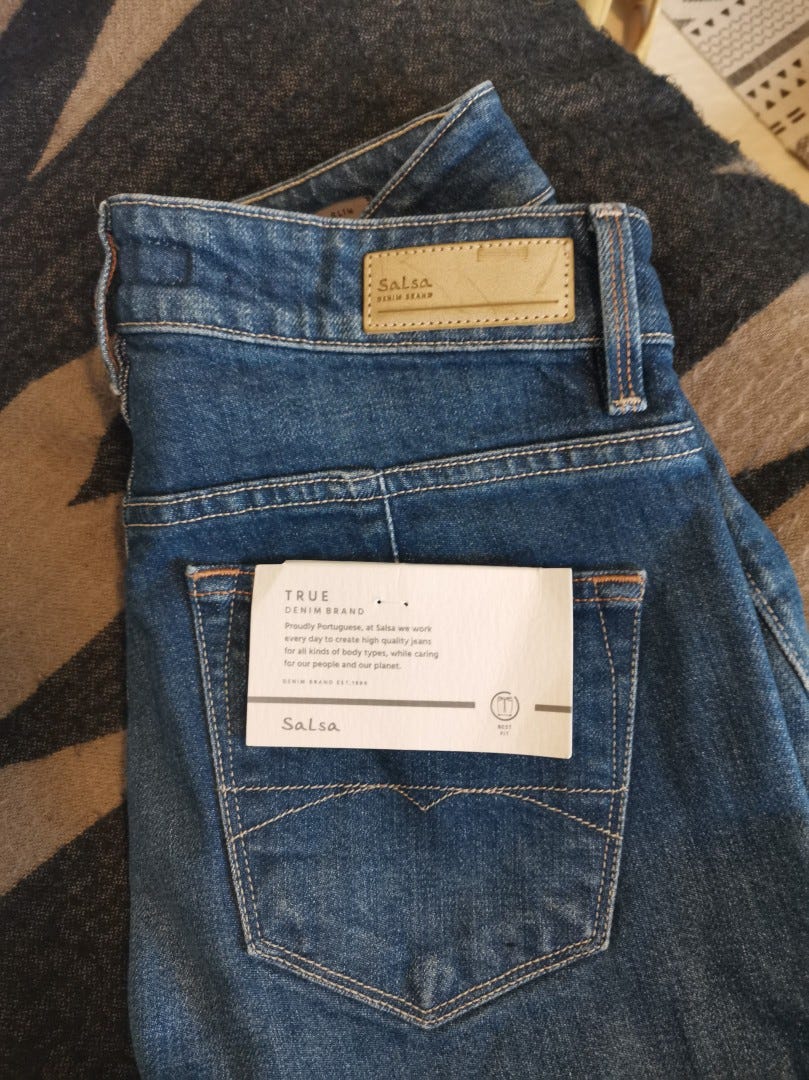 Salsa
DENIM BRAND
TRUE
DENIM BRAND
Proudly Portuguese, at Salsa we work
every day to create high quality jeans
for all kinds of body types, while caring
for our people and our planet.
DENIM BRAND EST. 1994
Salsa
BEST
FIT